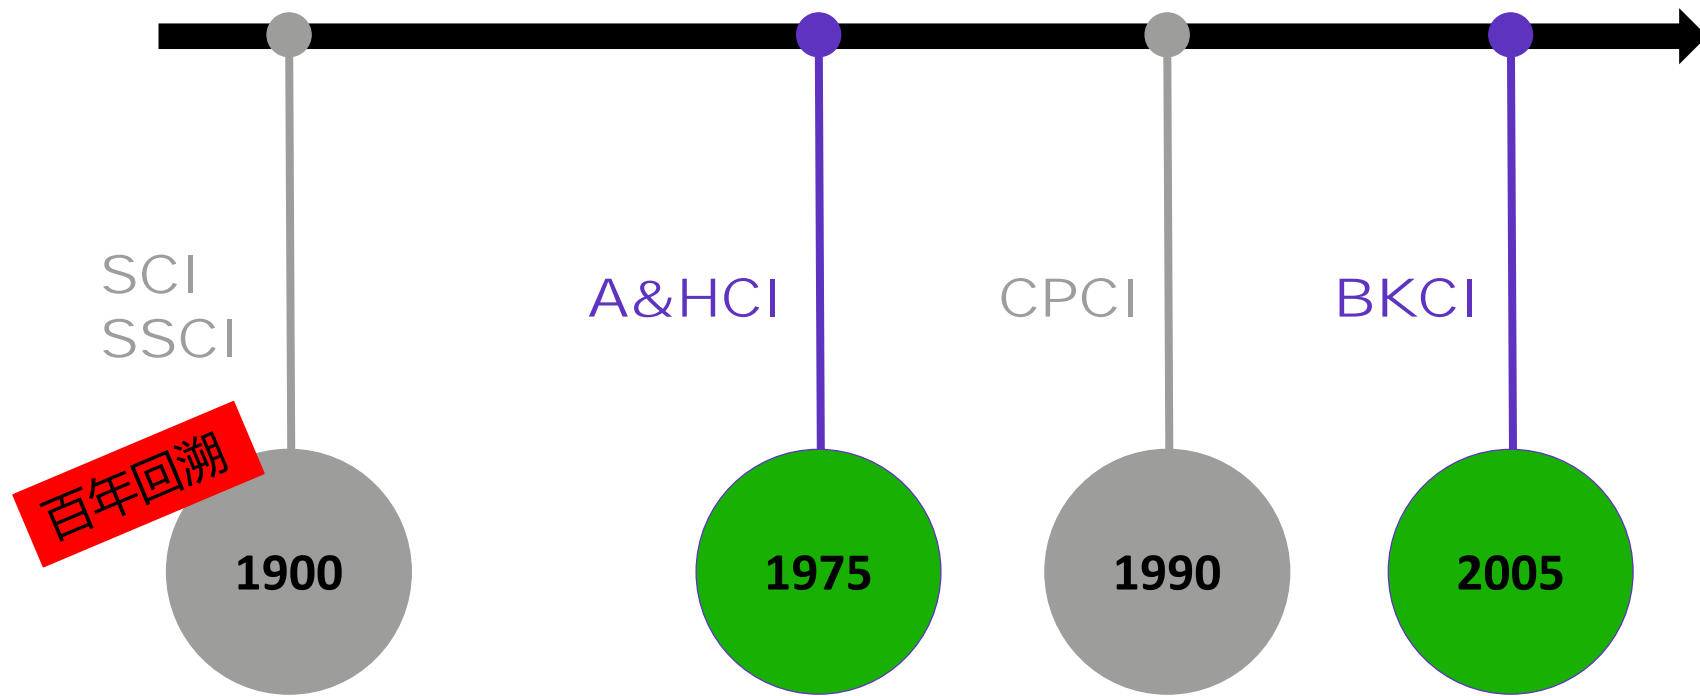 SCI
SSCI
A&HCI
CPCI
BKCI
百年回溯
1900
1975
1990
2005